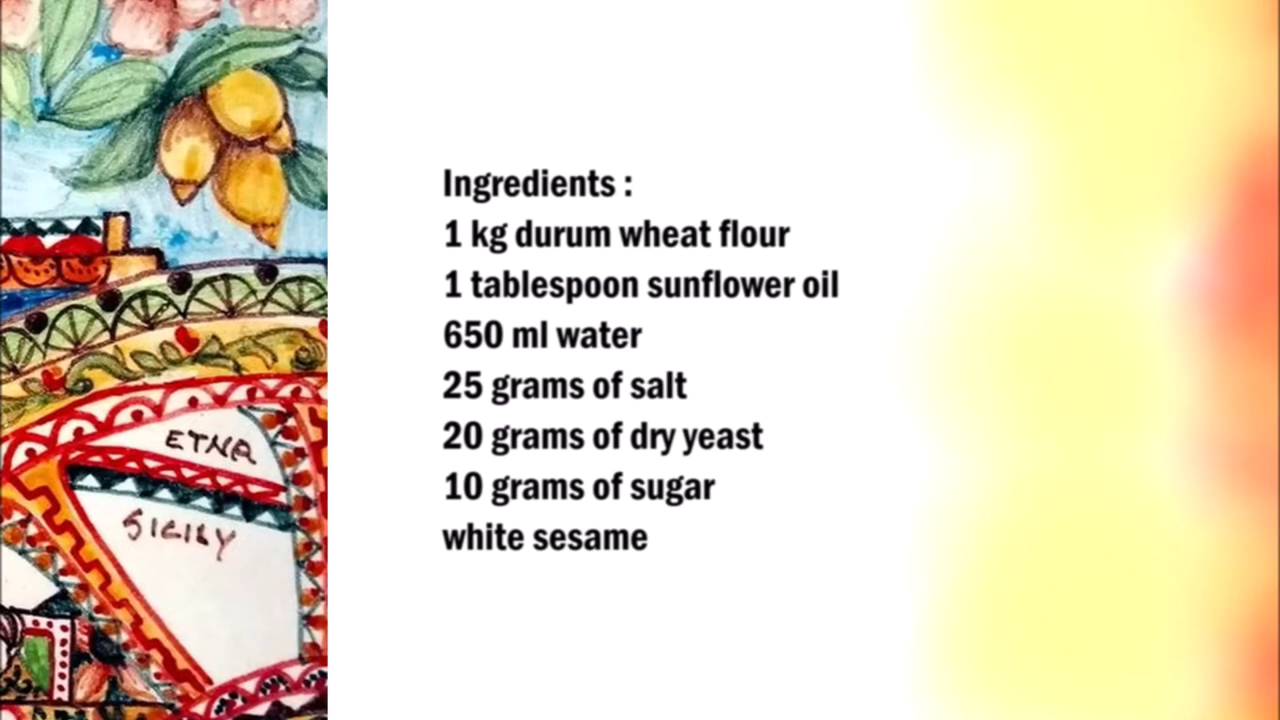 ETNA
SICILY
Ingredients :
1 kg durum wheat flour
1 tablespoon sunflower oil
650 ml water
25 grams of salt
20 grams of dry yeast
10 grams of sugar
white sesame